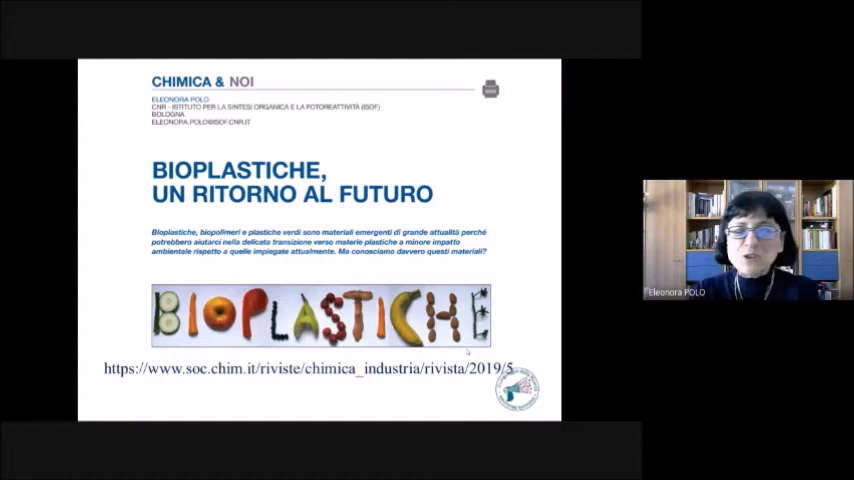 CHIMICA & NOI
ELEONORA POLO
CNR - ISTITUTO PER LA SINTESI ORGANICA E LA FOTOREATTIVITÀ (ISOF)
BOLOGNA
ELEONORA.POLO@ISOF.CNR.IT
BIOPLASTICHE,
UN RITORNO AL FUTURO
Bioplastiche, biopolimeri e plastiche verdi sono materiali emergenti di grande attualità perché
potrebbero aiutarci nella delicata transizione verso materie plastiche a minore impatto
ambientale rispetto a quelle impiegate attualmente. Ma conosciamo davvero questi materiali?
BIOPLASTICHE
https://www.soc.chim.it/riviste/chimica_industria/rivista/2019/5
Eleonora POLO